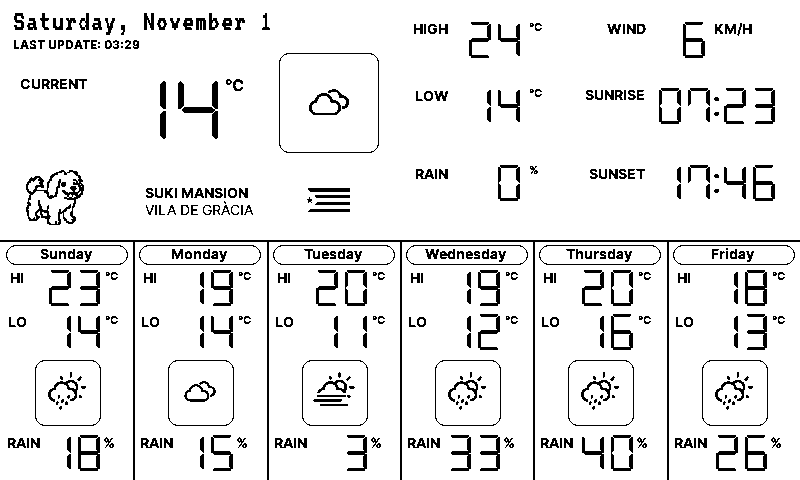 Saturday, November 1
LAST UPDATE: 03:29
CURRENT 14 °C
SUKI MANSION
VILA DE GRÀCIA
HIGH 24 °C
WIND 6 KM/H
LOW 14 °C
SUNRISE 07:23
RAIN 0 %
SUNSET 17:46
Sunday
HI 23 °C
LO 14 °C
RAIN 18 %
Monday
HI 19 °C
LO 14 °C
RAIN 15 %
Tuesday
HI 20 °C
LO 11 °C
RAIN 3 %
Wednesday
HI 19 °C
LO 12 °C
RAIN 33 %
Thursday
HI 20 °C
LO 16 °C
RAIN 40 %
Friday
HI 18 °C
LO 13 °C
RAIN 26 %